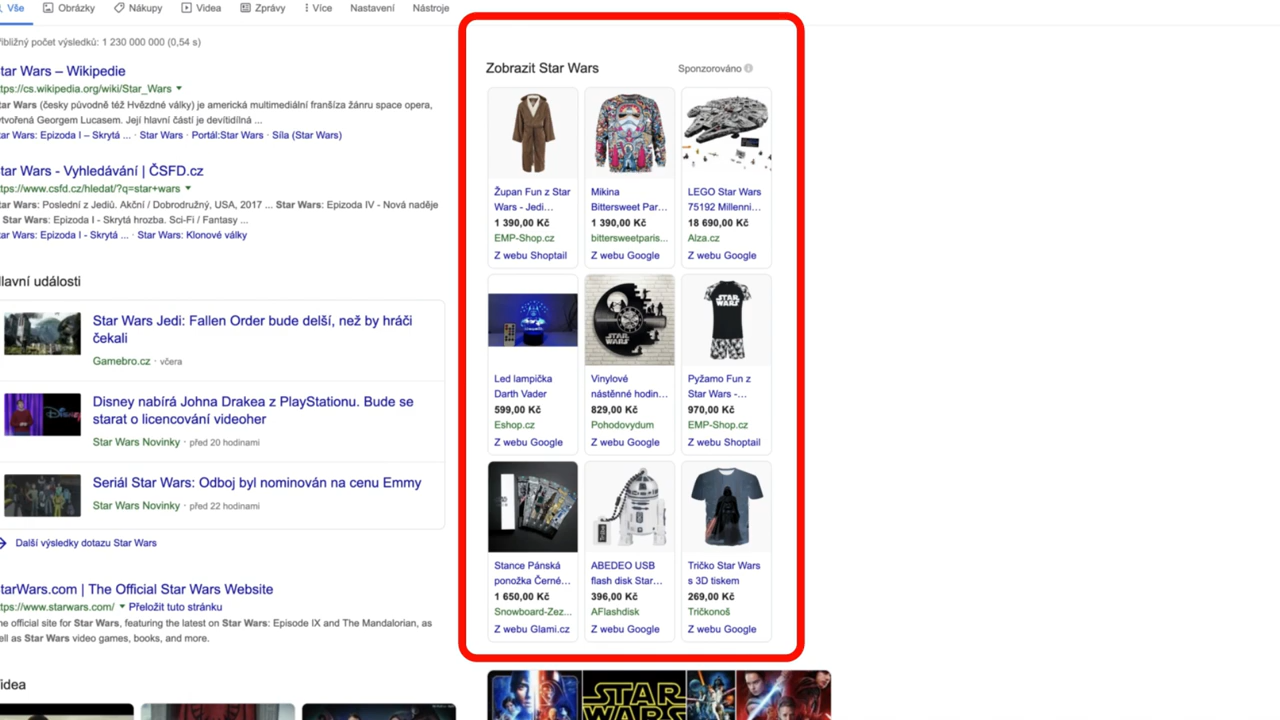 Vše Obrázky Nákupy Videa Zprávy Více Nastavení Nástroje
počet výsledků: 1 230 000 000 (0,54 s)
tar Wars – Wikipedie
ttps://cs.wikipedia.org/wiki/Star_Wars
tar Wars (česky původně též Hvězdné války) je americká multimediální franšíza žánru space opera,
ytvořená Georgem Lucasem. Její hlavní částí je devítidílná ...
tar Wars: Epizoda I – Skrytá ... · Star Wars · Portál:Star Wars · Síla (Star Wars)
tar Wars - Vyhledávání | ČSFD.cz
ttps://www.csfd.cz/hledat/?q=star+wars
tar Wars: Poslední z Jediů. Akční / Dobrodružný, USA, 2017 ... Star Wars: Epizoda IV - Nová naděje
Star Wars: Epizoda I - Skrytá hrozba. Sci-Fi / Fantasy ...
tar Wars: Epizoda I - Skrytá ... · Star Wars: Klonové války
lavní události
Star Wars Jedi: Fallen Order bude delší, než by hráči
čekali
Gamebro.cz · včera
Disney nabírá Johna Drakea z PlayStationu. Bude se
starat o licencování videoher
Star Wars Novinky · před 20 hodinami
Seriál Star Wars: Odboj byl nominován na cenu Emmy
Star Wars Novinky · před 22 hodinami
Další výsledky dotazu Star Wars
tarWars.com | The Official Star Wars Website
ttps://www.starwars.com/ Přeložit tuto stránku
he official site for Star Wars, featuring the latest on Star Wars: Episode IX and The Mandalorian, as
ell as Star Wars video games, books, and more.
idea
Zobrazit Star Wars Sponzorováno
Župan Fun z Star
Wars - Jedi...
1 390,00 Kč
EMP-Shop.cz
Z webu Shoptail
Mikina
Bittersweet Par...
1 390,00 Kč
bittersweetparis...
Z webu Google
LEGO Star Wars
75192 Millenni...
18 690,00 Kč
Alza.cz
Z webu Google
STAR
WARS
STAR
WARS
Led lampička
Darth Vader
599,00 Kč
Eshop.cz
Z webu Google
Vinylové
nástěnné hodin...
829,00 Kč
Pohodovydum
Z webu Google
Pyžamo Fun z
Star Wars -...
970,00 Kč
EMP-Shop.cz
Z webu Shoptail
Stance Pánská
ponožka Černé...
1 650,00 Kč
Snowboard-Zez...
Z webu Glami.cz
ABEDEO USB
flash disk Star...
396,00 Kč
AFlashdisk
Z webu Google
Tričko Star Wars
s 3D tiskem
269,00 Kč
Tričkonoš
Z webu Google
STAR
WARS